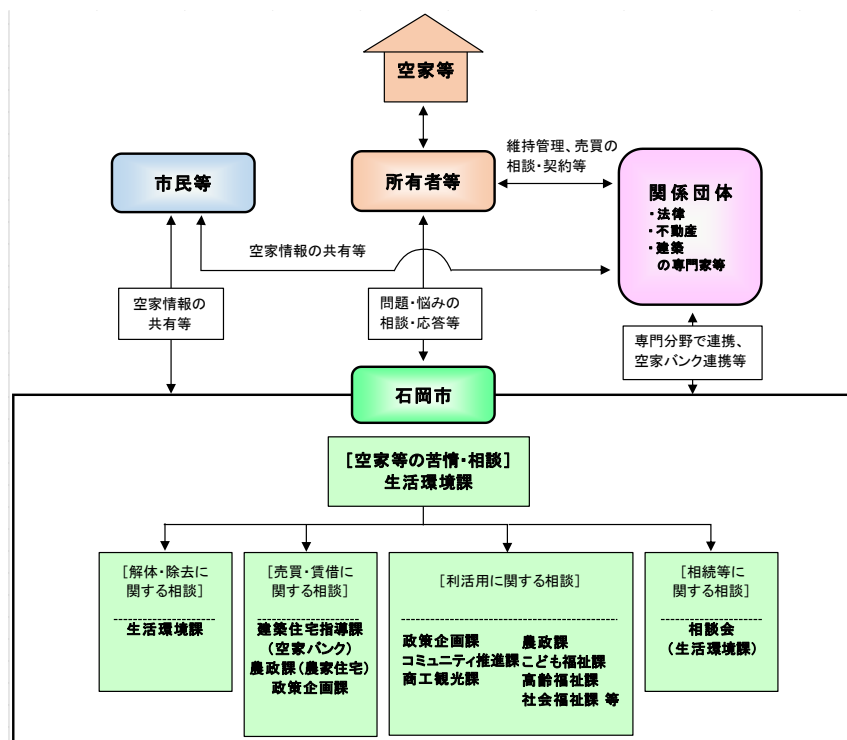 空家等
維持管理、売買の
相談・契約等
市民等
所有者等
関係団体
・法律
・不動産
・建築
の専門家等
空家情報の共有等
空家情報の
共有等
問題・悩みの
相談・応答等
専門分野で連携、
空家バンク連携等
石岡市
［空家等の苦情・相談］
生活環境課
［解体・除去に
関する相談］
生活環境課
［売買・賃借に
関する相談］
建築住宅指導課
（空家バンク）
農政課（農家住宅）
政策企画課
［利活用に関する相談］
政策企画課
コミュニティ推進課
商工観光課
農政課
こども福祉課
高齢福祉課
社会福祉課 等
［相続等に
関する相談］
相談会
（生活環境課）